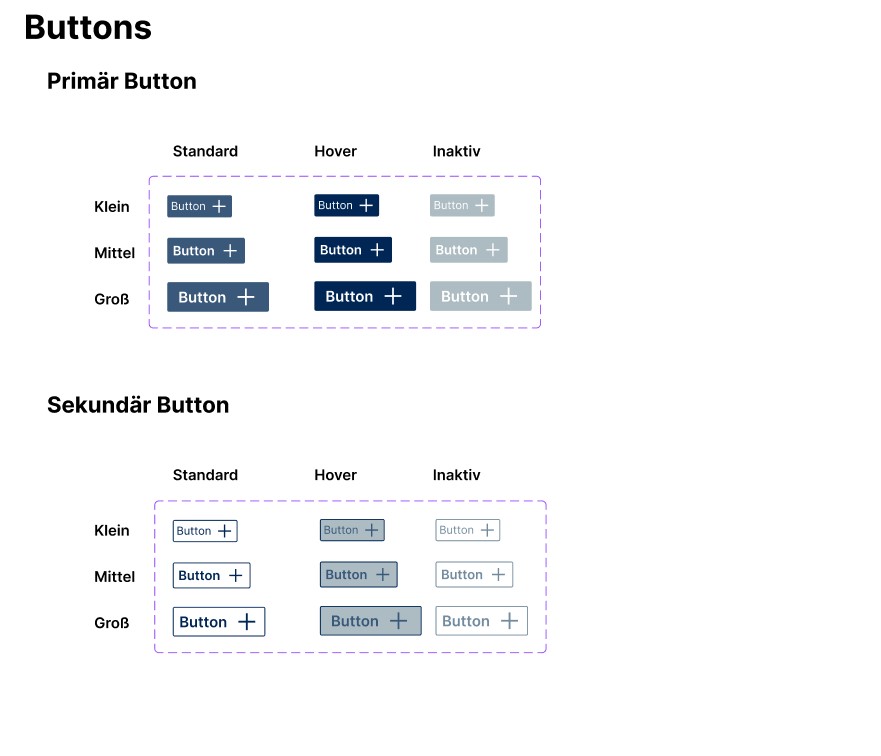 Buttons
Primär Button
Standard Hover Inaktiv
Klein Button Button Button
Mittel Button Button Button
Groß Button Button Button
Sekundär Button
Standard Hover Inaktiv
Klein Button Button Button
Mittel Button Button Button
Groß Button Button Button